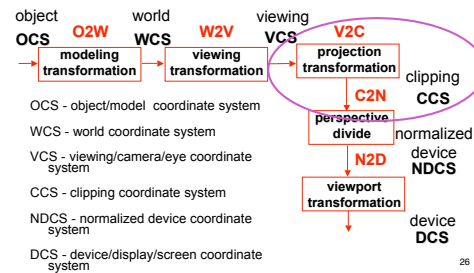 object
OCS
O2W
modeling
transformation
world
WCS
W2V
viewing
transformation
viewing
VCS
V2C
projection
transformation
clipping
CCS
C2N
perspective
divide
normalized
device
NDCS
N2D
viewport
transformation
device
DCS
OCS - object/model coordinate system
WCS - world coordinate system
VCS - viewing/camera/eye coordinate
system
CCS - clipping coordinate system
NDCS - normalized device coordinate
system
DCS - device/display/screen coordinate
system
26